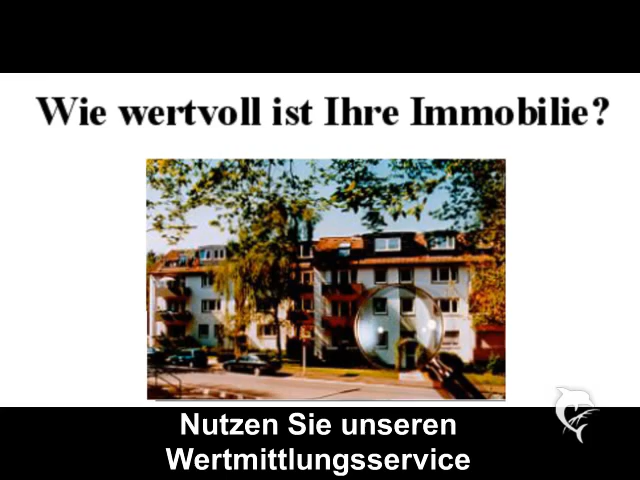 Wie wertvoll ist Ihre Immobilie?
Nutzen Sie unseren
Wertmittlungsservice